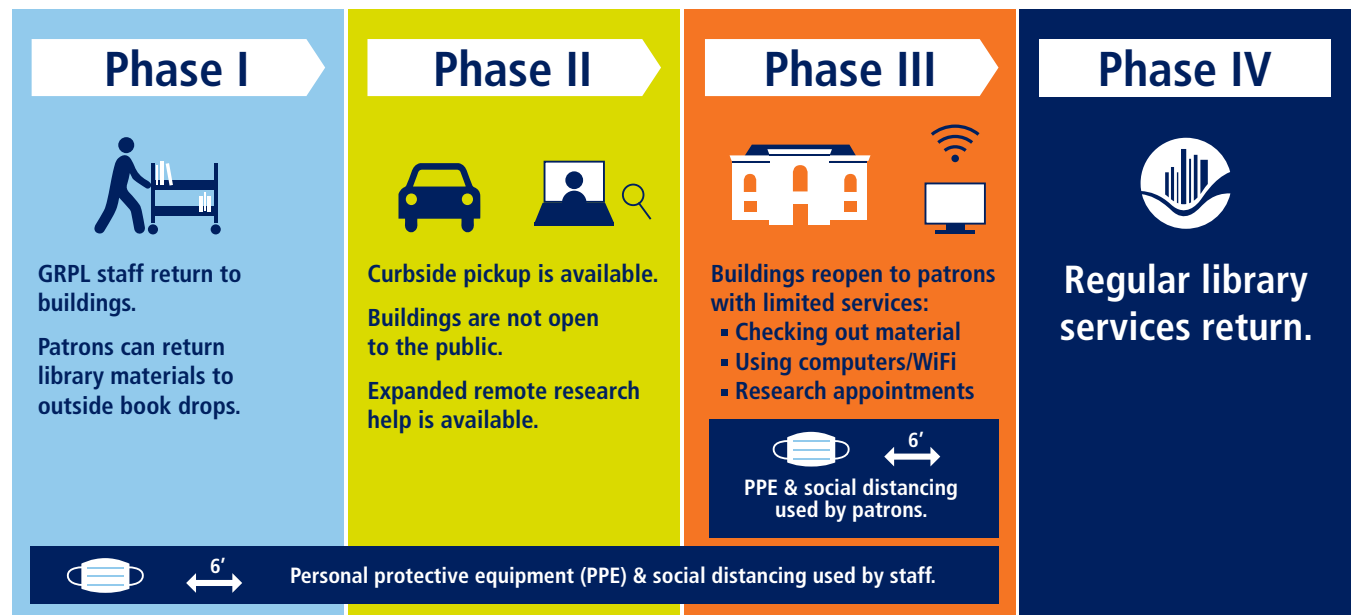 Phase I
GRPL staff return to
buildings.
Patrons can return
library materials to
outside book drops.
Phase II
Curbside pickup is available.
Buildings are not open
to the public.
Expanded remote research
help is available.
Phase III
Buildings reopen to patrons
with limited services:
▪ Checking out material
▪ Using computers/WiFi
▪ Research appointments
6′
PPE & social distancing
used by patrons.
Phase IV
Regular library
services return.
6′
Personal protective equipment (PPE) & social distancing used by staff.